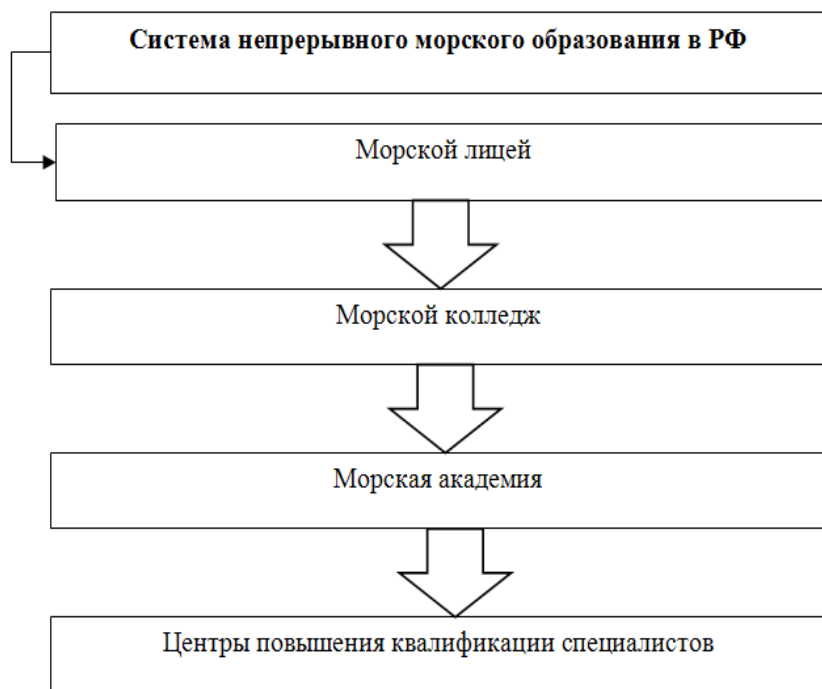 Система непрерывного морского образования в РФ
Морской лицей
Морской колледж
Морская академия
Центры повышения квалификации специалистов